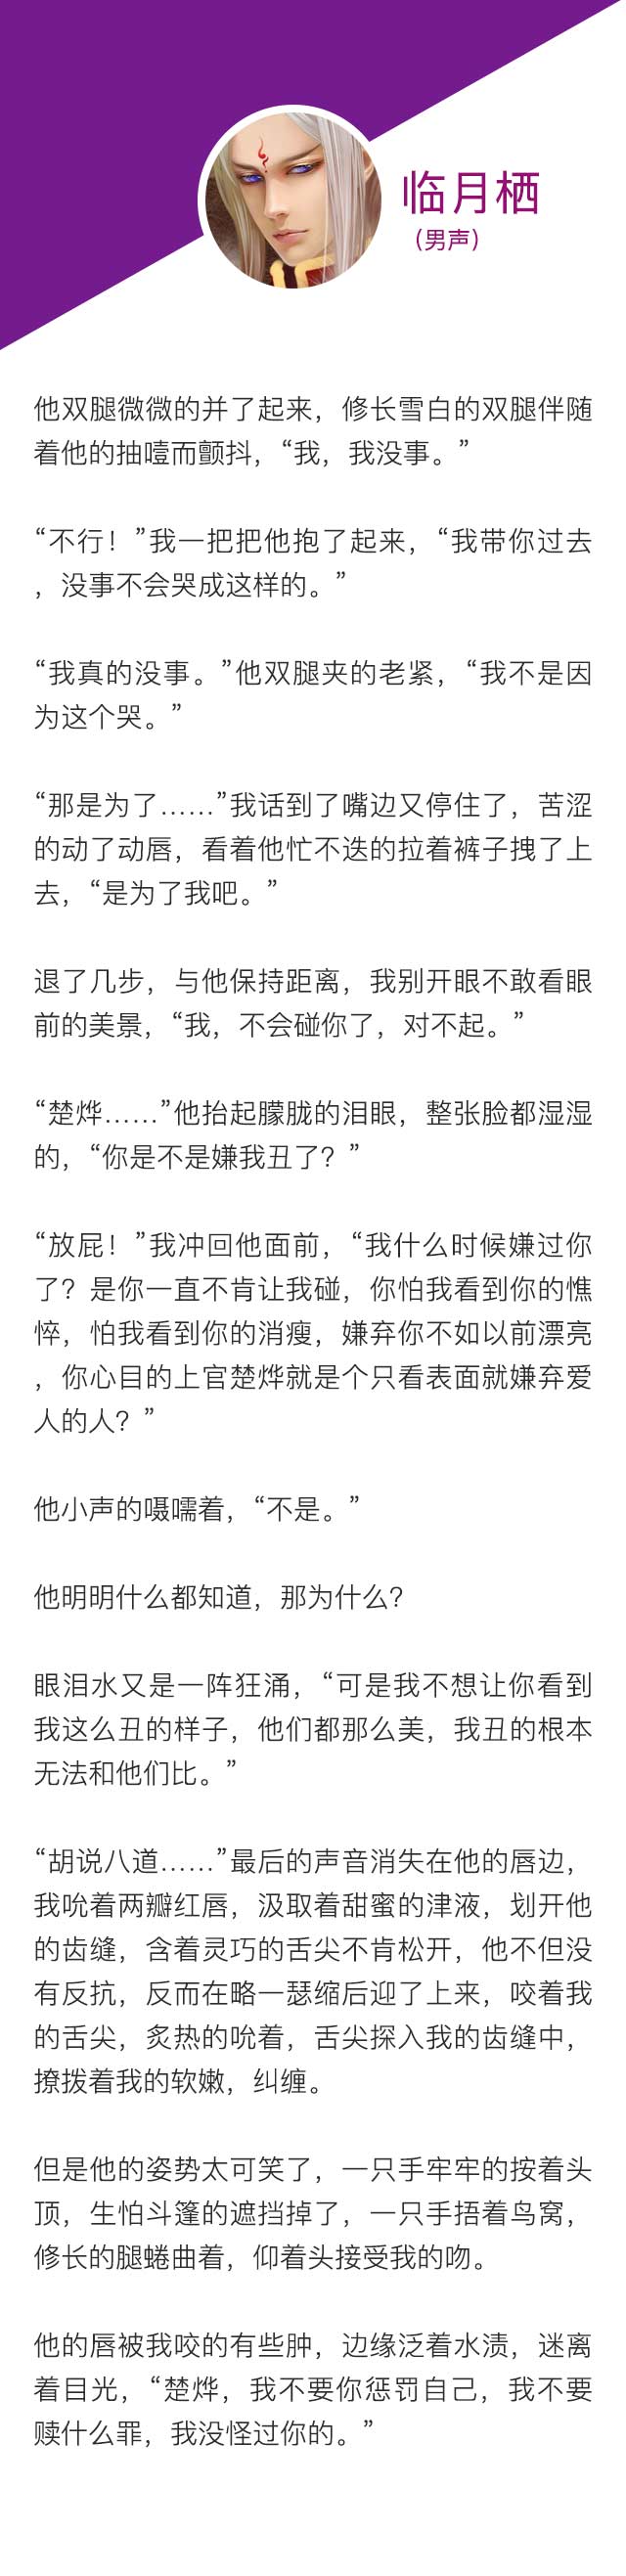 临月栖
（男声）
他双腿微微的并了起来，修长雪白的双腿伴随
着他的抽噎而颤抖，“我，我没事。”
“不行！”我一把把他抱了起来，“我带你过去
，没事不会哭成这样的。”
“我真的没事。”他双腿夹的老紧，“我不是因
为这个哭。”
“那是为了……”我话到了嘴边又停住了，苦涩
的动了动唇，看着他忙不迭的拉着裤子拽了上
去，“是为了我吧。”
退了几步，与他保持距离，我别开眼不敢看眼
前的美景，“我，不会碰你了，对不起。”
“楚烨……”他抬起朦胧的泪眼，整张脸都湿湿
的，“你是不是嫌我丑了？”
“放屁！”我冲回他面前，“我什么时候嫌过你
了？是你一直不肯让我碰，你怕我看到你的憔
悴，怕我看到你的消瘦，嫌弃你不如以前漂亮
，你心目的上官楚烨就是个只看表面就嫌弃爱
人的人？”
他小声的嗫嚅着，“不是。”
他明明什么都知道，那为什么？
眼泪水又是一阵狂涌，“可是我不想让你看到
我这么丑的样子，他们都那么美，我丑的根本
无法和他们比。”
“胡说八道……”最后的声音消失在他的唇边，
我吮着两瓣红唇，汲取着甜蜜的津液，划开他
的齿缝，含着灵巧的舌尖不肯松开，他不但没
有反抗，反而在略一瑟缩后迎了上来，咬着我
的舌尖，炙热的吮着，舌尖探入我的齿缝中，
撩拨着我的软嫩，纠缠。
但是他的姿势太可笑了，一只手牢牢的按着头
顶，生怕斗篷的遮挡掉了，一只手捂着鸟窝，
修长的腿蜷曲着，仰着头接受我的吻。
他的唇被我咬的有些肿，边缘泛着水渍，迷离
着目光，“楚烨，我不要你惩罚自己，我不要
赎什么罪，我没怪过你的。”